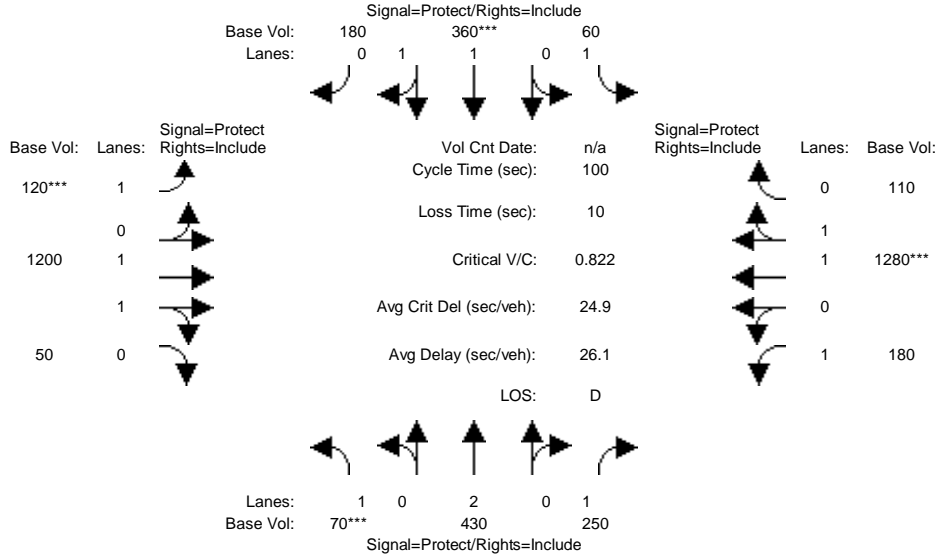 Signal=Protect/Rights=Include
Base Vol: 180 360*** 60
Lanes: 0 1 1 0 1
Signal=Protect
Base Vol: Lanes: Rights=Include
Vol Cnt Date: n/a
Signal=Protect
Rights=Include Lanes: Base Vol:
Cycle Time (sec): 100
120*** 1
0 110
Loss Time (sec): 10
0
1
1200 1
Critical V/C: 0.822
1 1280***
1
Avg Crit Del (sec/veh): 24.9
0
50 0
Avg Delay (sec/veh): 26.1
1 180
LOS: D
Lanes: 1 0 2 0 1
Base Vol: 70*** 430 250
Signal=Protect/Rights=Include